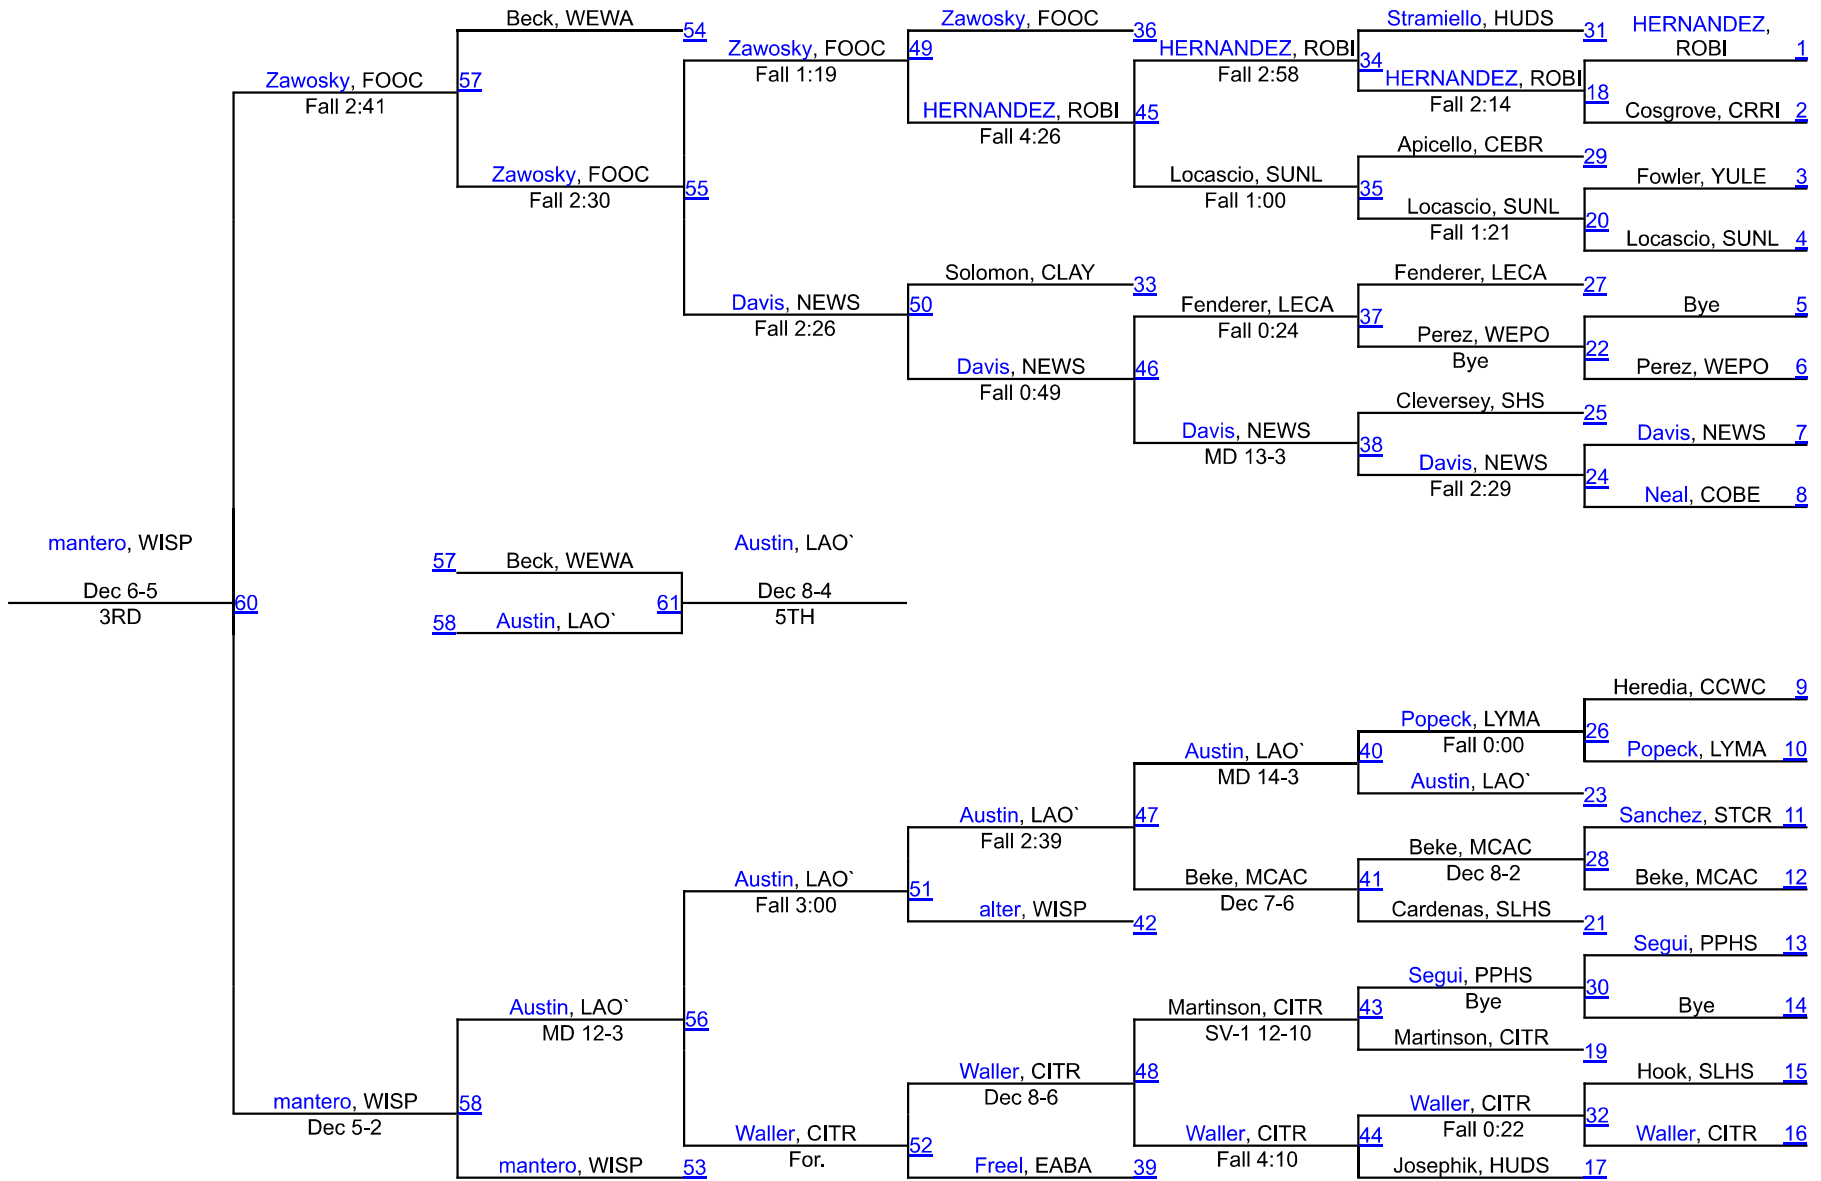 Beck, WEWA
54
Zawosky, FOOC
36
Stramiello, HUDS
31
HERNANDEZ,
ROBI
1
Zawosky, FOOC
Fall 1:19
49
HERNANDEZ, ROBI
Fall 2:58
34
HERNANDEZ, ROBI
Fall 2:14
18
Cosgrove, CRRI
2
Zawosky, FOOC
Fall 2:41
57
HERNANDEZ, ROBI
Fall 4:26
45
Apicello, CEBR
29
Fowler, YULE
3
Zawosky, FOOC
Fall 2:30
55
Locascio, SUNL
Fall 1:00
35
Locascio, SUNL
Fall 1:21
20
Locascio, SUNL
4
Solomon, CLAY
33
Fenderer, LECA
27
Davis, NEWS
Fall 2:26
50
Fenderer, LECA
Fall 0:24
37
Bye
5
Perez, WEPO
Bye
22
Perez, WEPO
6
Davis, NEWS
Fall 0:49
46
Cleversey, SHS
25
Davis, NEWS
7
Davis, NEWS
MD 13-3
38
Davis, NEWS
Fall 2:29
24
Neal, COBE
8
mantero, WISP
Dec 6-5
3RD
60
57
Beck, WEWA
58
Austin, LAO`
61
Austin, LAO`
Dec 8-4
5TH
Heredia, CCWC
9
Popeck, LYMA
Fall 0:00
26
Popeck, LYMA
10
Austin, LAO`
MD 14-3
40
Austin, LAO`
23
Austin, LAO`
Fall 2:39
47
Sanchez, STCR
11
Beke, MCAC
Dec 8-2
28
Beke, MCAC
12
Austin, LAO`
Fall 3:00
51
Beke, MCAC
Dec 7-6
41
Cardenas, SLHS
21
alter, WISP
42
Segui, PPHS
13
Segui, PPHS
Bye
30
Bye
14
Austin, LAO`
MD 12-3
56
Martinson, CITR
SV-1 12-10
43
Martinson, CITR
19
Waller, CITR
Dec 8-6
48
Hook, SLHS
15
mantero, WISP
Dec 5-2
58
Waller, CITR
Fall 0:22
32
Waller, CITR
16
Waller, CITR
For.
52
Waller, CITR
Fall 4:10
44
mantero, WISP
53
Freel, EABA
39
Josephik, HUDS
17